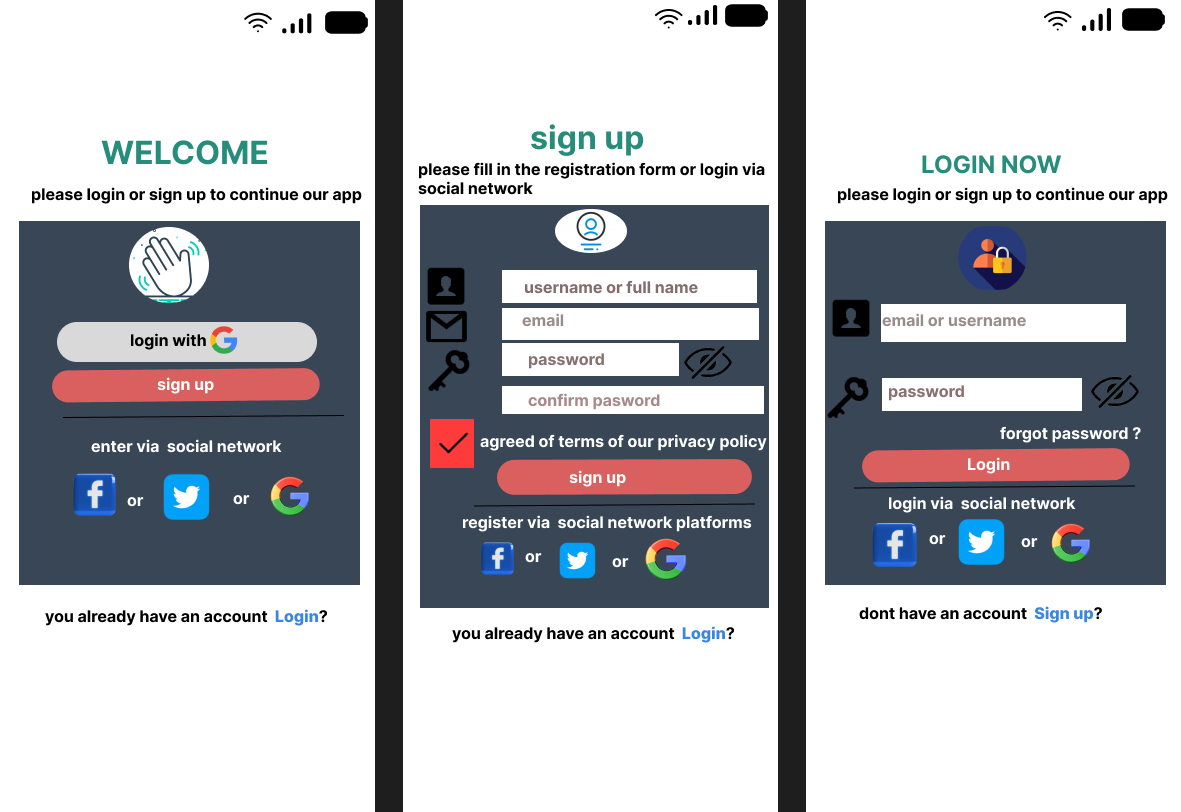 WELCOME
please login or sign up to continue our app
login with
sign up
enter via social network
or
or
you already have an account Login?
sign up
please fill in the registration form or login via
social network
username or full name
email
password
confirm pasword
agreed of terms of our privacy policy
sign up
register via social network platforms
or
or
you already have an account Login?
LOGIN NOW
please login or sign up to continue our app
email or username
password
forgot password ?
Login
login via social network
or
or
dont have an account Sign up?